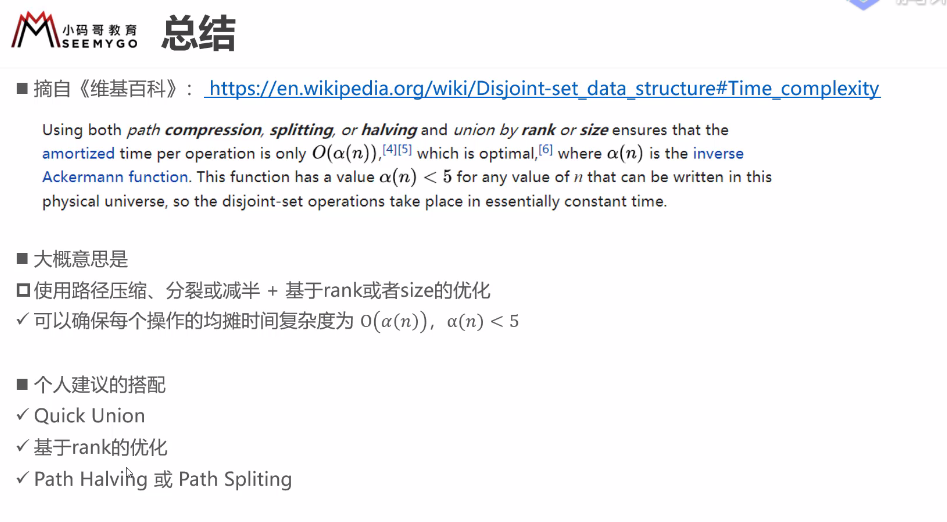 小码哥教育
SEEMYGO
总结
■ 摘自《维基百科》： https://en.wikipedia.org/wiki/Disjoint-set_data_structure#Time_complexity
Using both path compression, splitting, or halving and union by rank or size ensures that the
amortized time per operation is only O(α(n)),[4][5] which is optimal,[6] where α(n) is the inverse
Ackermann function. This function has a value α(n) < 5 for any value of n that can be written in this
physical universe, so the disjoint-set operations take place in essentially constant time.
■ 大概意思是
使用路径压缩、分裂或减半 + 基于rank或者size的优化
✓ 可以确保每个操作的均摊时间复杂度为 O(α(n))，α(n) < 5
■ 个人建议的搭配
✓ Quick Union
✓ 基于rank的优化
✓ Path Halving 或 Path Spliting